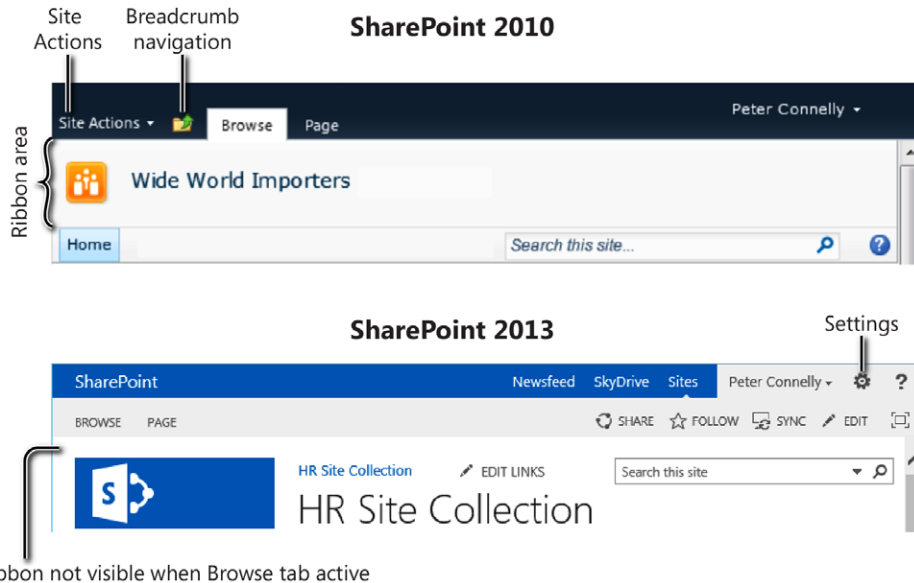 Site
Actions
Breadcrumb
navigation
SharePoint 2010
Site Actions
Browse
Page
Peter Connelly
Ribbon area
Wide World Importers
Home
Search this site...
?
SharePoint 2013
Settings
SharePoint
Newsfeed SkyDrive Sites Peter Connelly ?
BROWSE PAGE
SHARE FOLLOW SYNC EDIT
S
HR Site Collection EDIT LINKS
Search this site
HR Site Collection
bbon not visible when Browse tab active